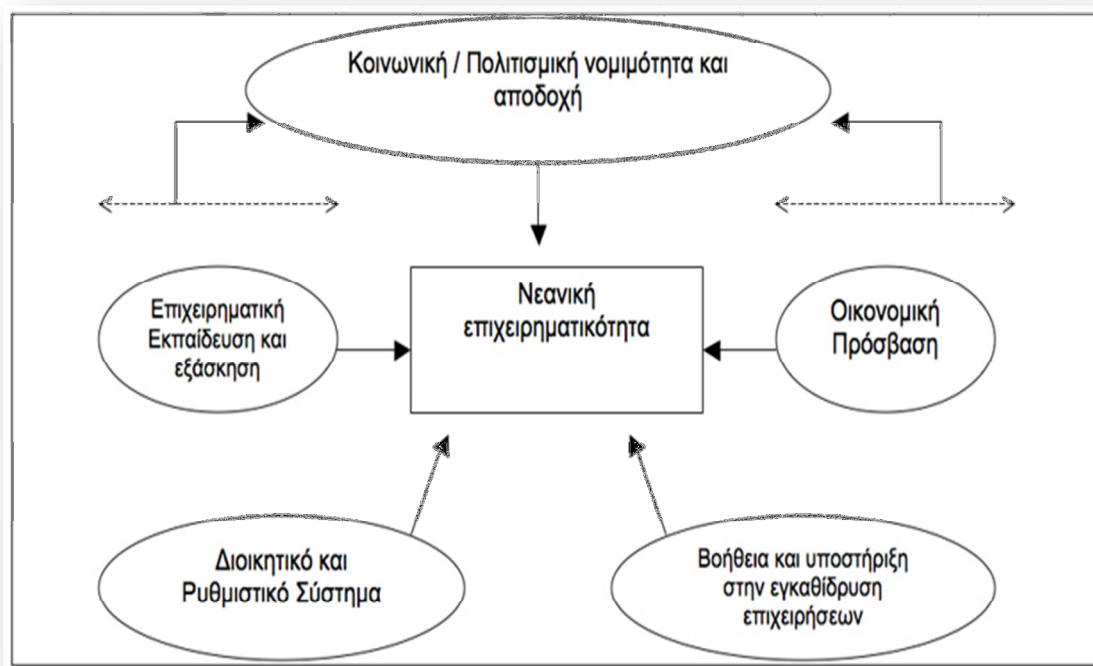 Κοινωνική / Πολιτισμική νομιμότητα και
αποδοχή
Επιχειρηματική
Εκπαίδευση και
εξάσκηση
Νεανική
επιχειρηματικότητα
Οικονομική
Πρόσβαση
Διοικητικό και
Ρυθμιστικό Σύστημα
Βοήθεια και υποστήριξη
στην εγκαθίδρυση
επιχειρήσεων